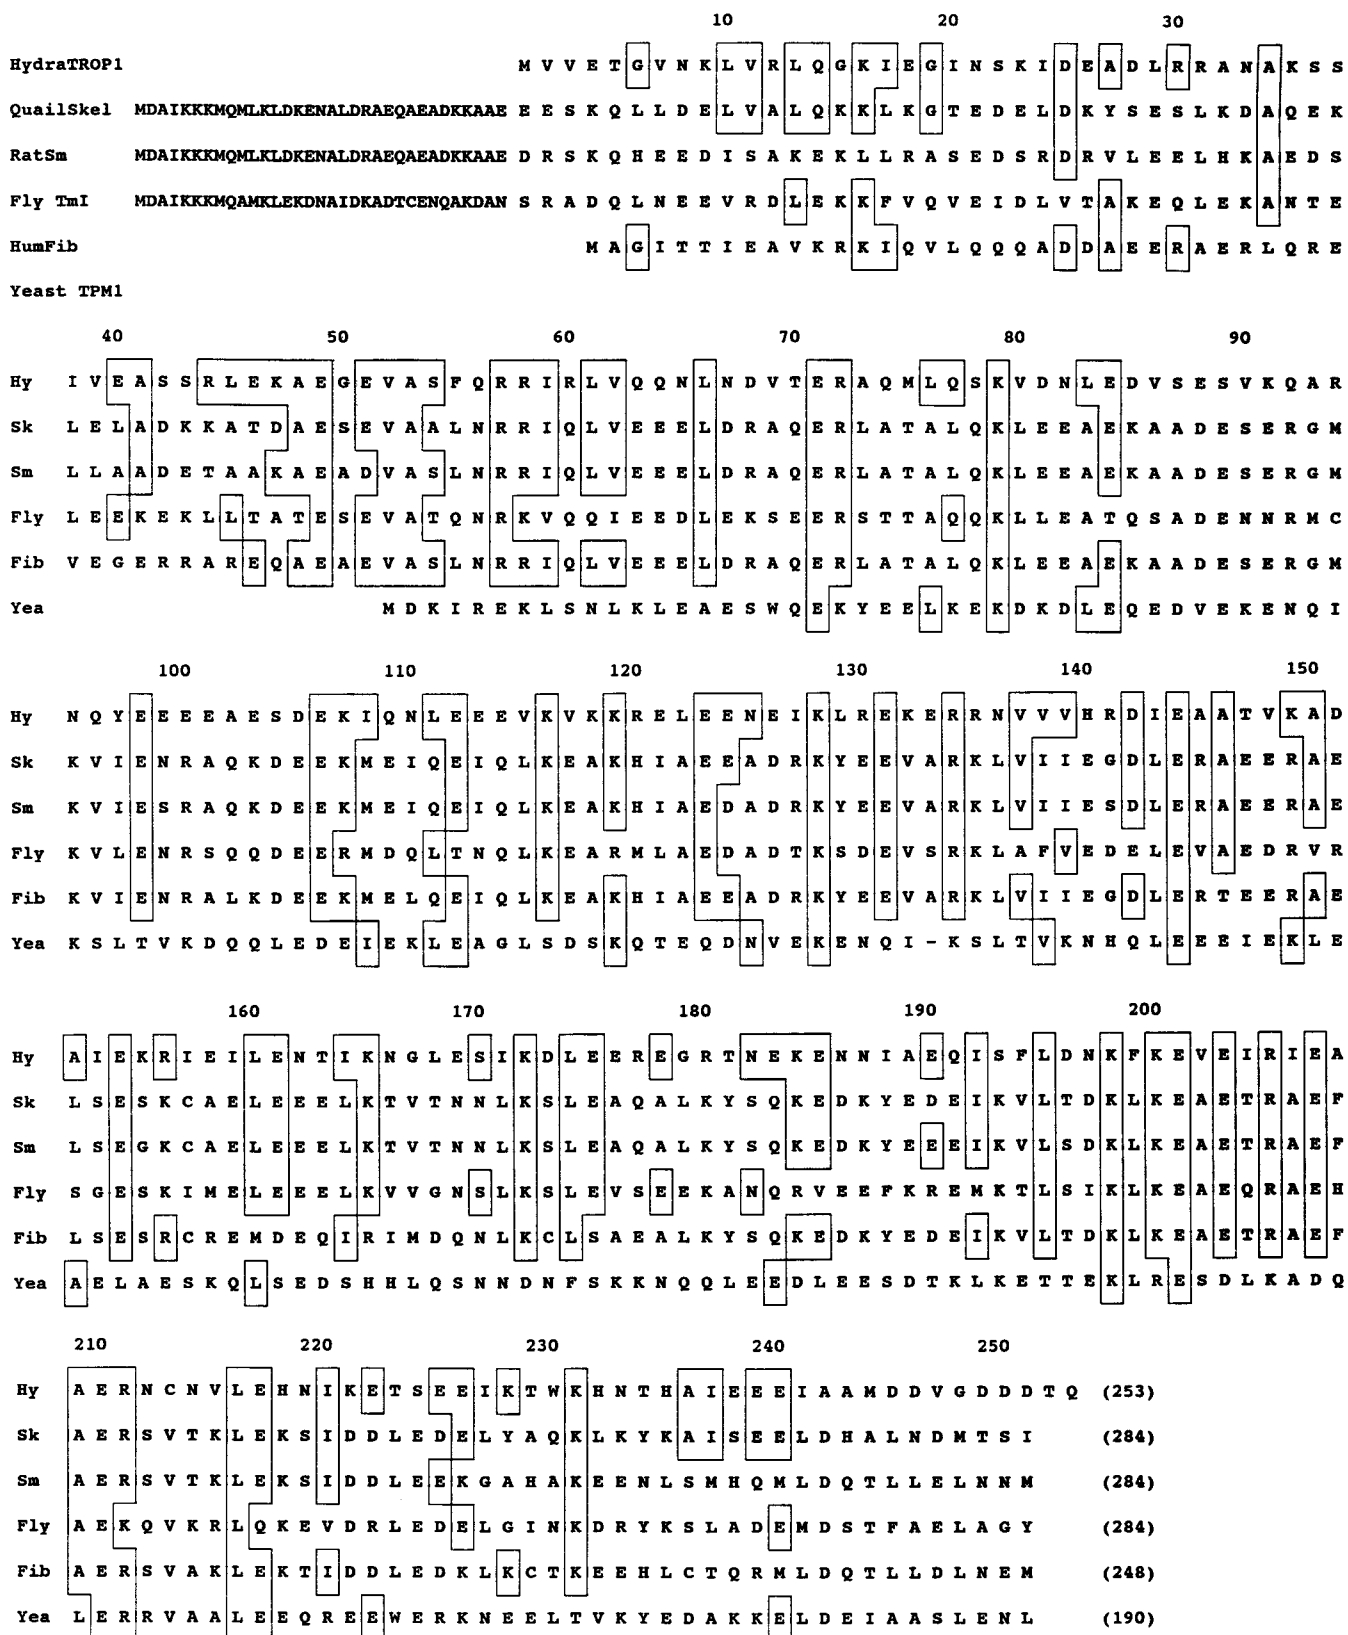 10 20 30
HydraTROP1 M V V E T G V N K L V R L Q G K I E G I N S K I D E A D L R R A N A K S S
QuailSkel MDAIKKKMQMLKLDKENALDRAEQAEADKKAAE E E S K Q L L D E L V A L Q K K L K G T E D E L D K Y S E S L K D A Q E K
RatSm MDAIKKKMQMLKLDKENALDRAEQAEADKKAAE D R S K Q H E E D I S A K E K L L R A S E D S R D R V L E E L H K A E D S
Fly TmI MDAIKKKMQAMKLEKDNAIDKADTCENQAKDAN S R A D Q L N E E V R D L E K K F V Q V E I D L V T A K E Q L E K A N T E
HumFib M A G I T T I E A V K R K I Q V L Q Q Q A D D A E E R A E R L Q R E
Yeast TPM1
40 50 60 70 80 90
Hy I V E A S S R L E K A E G E V A S F Q R R I R L V Q Q N L N D V T E R A Q M L Q S K V D N L E D V S E S V K Q A R
Sk L E L A D K K A T D A E S E V A A L N R R I Q L V E E E L D R A Q E R L A T A L Q K L E E A E K A A D E S E R G M
Sm L L A A D E T A A K A E A D V A S L N R R I Q L V E E E L D R A Q E R L A T A L Q K L E E A E K A A D E S E R G M
Fly L E E K E K L L T A T E S E V A T Q N R K V Q Q I E E D L E K S E E R S T T A Q Q K L L E A T Q S A D E N N R M C
Fib V E G E R R A R E Q A E A E V A S L N R R I Q L V E E E L D R A Q E R L A T A L Q K L E E A E K A A D E S E R G M
Yea M D K I R E K L S N L K L E A E S W Q E K Y E E L K E K D K D L E Q E D V E K E N Q I
100 110 120 130 140 150
Hy N Q Y E E E E A E S D E K I Q N L E E E V K V K K R E L E E N E I K L R E K E R R N V V V H R D I E A A T V K A D
Sk K V I E N R A Q K D E E K M E I Q E I Q L K E A K H I A E E A D R K Y E E V A R K L V I I E G D L E R A E E R A E
Sm K V I E S R A Q K D E E K M E I Q E I Q L K E A K H I A E D A D R K Y E E V A R K L V I I E S D L E R A E E R A E
Fly K V L E N R S Q Q D E E R M D Q L T N Q L K E A R M L A E D A D T K S D E V S R K L A F V E D E L E V A E D R V R
Fib K V I E N R A L K D E E K M E L Q E I Q L K E A K H I A E E A D R K Y E E V A R K L V I I E G D L E R T E E R A E
Yea K S L T V K D Q Q L E D E I E K L E A G L S D S K Q T E Q D N V E K E N Q I - K S L T V K N H Q L E E E I E K L E
160 170 180 190 200
Hy A I E K R I E I L E N T I K N G L E S I K D L E E R E G R T N E K E N N I A E Q I S F L D N K F K E V E I R I E A
Sk L S E S K C A E L E E E L K T V T N N L K S L E A Q A L K Y S Q K E D K Y E D E I K V L T D K L K E A E T R A E F
Sm L S E G K C A E L E E E L K T V T N N L K S L E A Q A L K Y S Q K E D K Y E E E I K V L S D K L K E A E T R A E F
Fly S G E S K I M E L E E E L K V V G N S L K S L E V S E E K A N Q R V E E F K R E M K T L S I K L K E A E Q R A E H
Fib L S E S R C R E M D E Q I R I M D Q N L K C L S A E A L K Y S Q K E D K Y E D E I K V L T D K L K E A E T R A E F
Yea A E L A E S K Q L S E D S H H L Q S N N D N F S K K N Q Q L E E D L E E S D T K L K E T T E K L R E S D L K A D Q
210 220 230 240 250
Hy A E R N C N V L E H N I K E T S E E I K T W K H N T H A I E E E I A A M D D V G D D D T Q (253)
Sk A E R S V T K L E K S I D D L E D E L Y A Q K L K Y K A I S E E L D H A L N D M T S I (284)
Sm A E R S V T K L E K S I D D L E E K G A H A K E E N L S M H Q M L D Q T L L E L N N M (284)
Fly A E K Q V K R L Q K E V D R L E D E L G I N K D R Y K S L A D E M D S T F A E L A G Y (284)
Fib A E R S V A K L E K T I D D L E D K L K C T K E E H L C T Q R M L D Q T L L D L N E M (248)
Yea L E R R V A A L E E Q R E E W E R K N E E L T V K Y E D A K K E L D E I A A S L E N L (190)